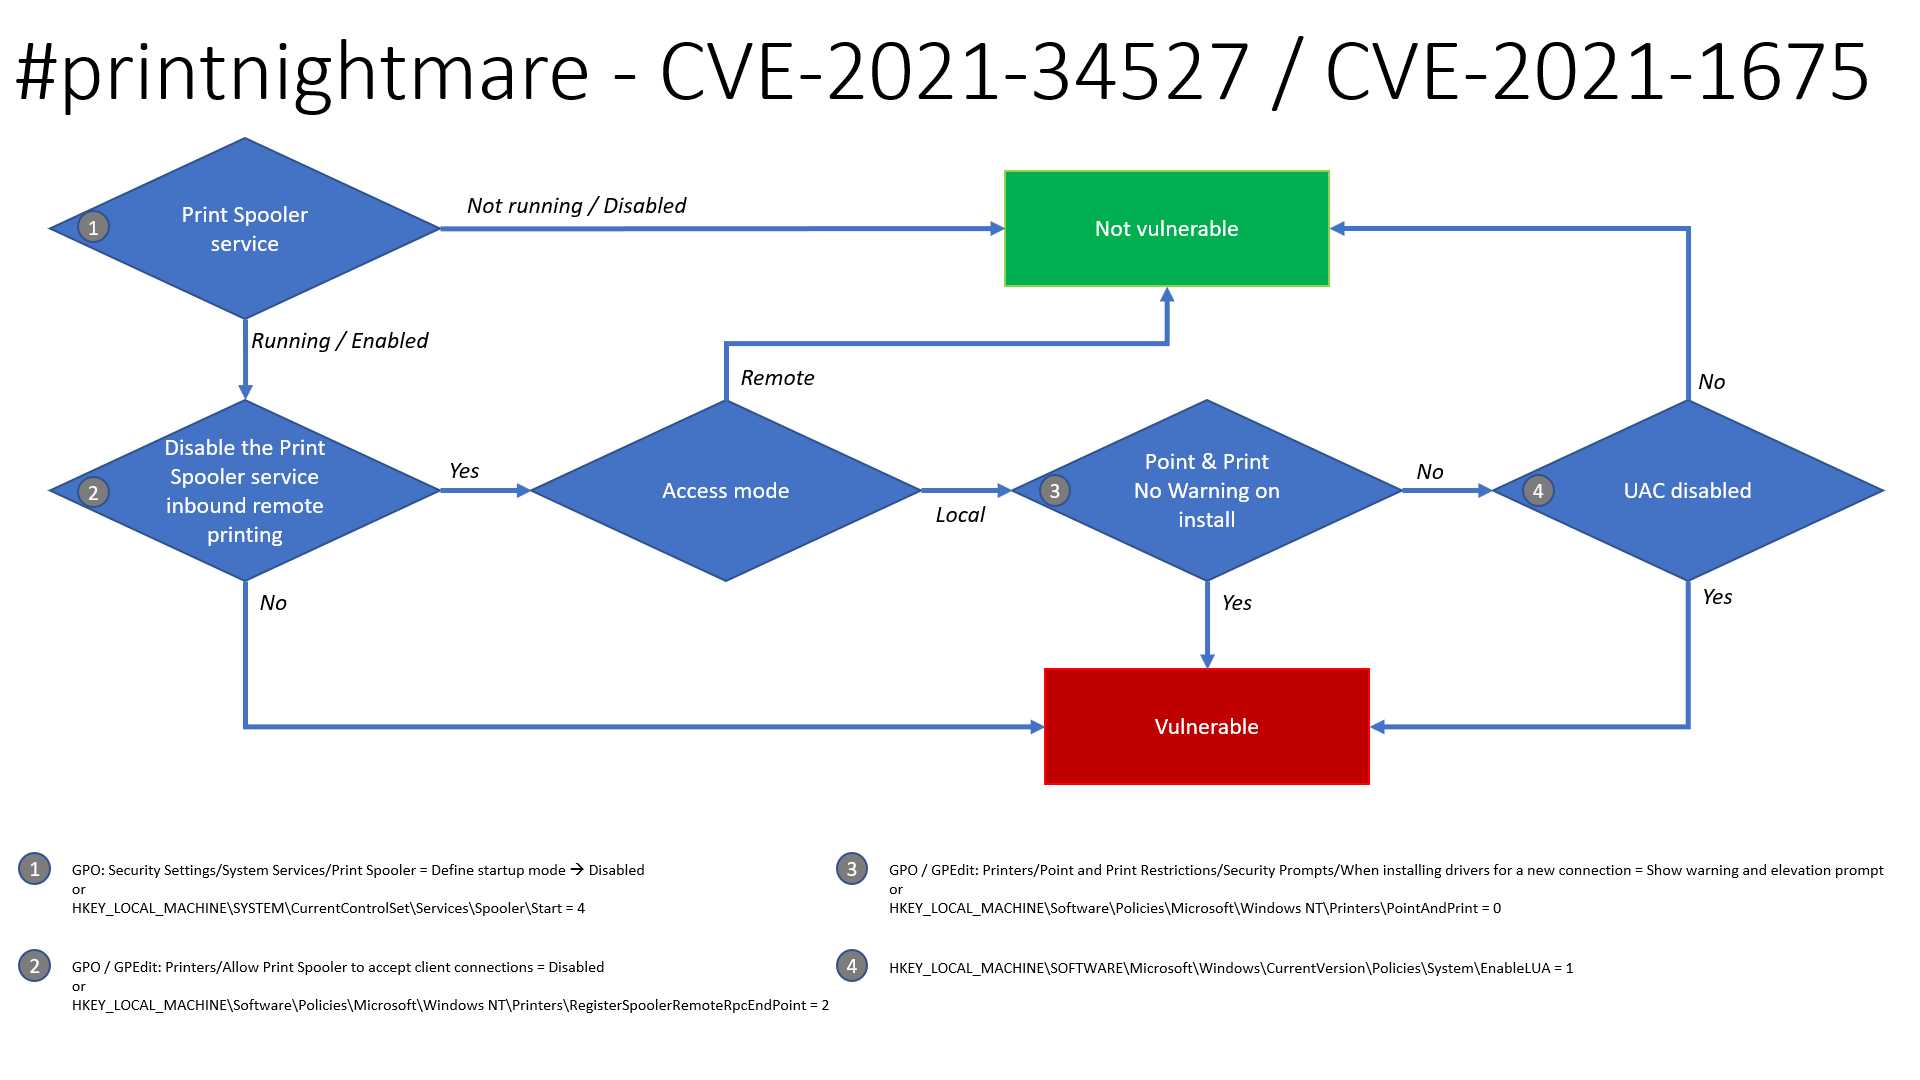 #printnightmare - CVE-2021-34527 / CVE-2021-1675
1
Print Spooler
service
Not running / Disabled
Not vulnerable
Running / Enabled
Remote
No
2
Disable the Print
Spooler service
inbound remote
printing
Yes
Access mode
Local
3
Point & Print
No Warning on
install
No
4
UAC disabled
No
Yes
Yes
Vulnerable
1
GPO: Security Settings/System Services/Print Spooler = Define startup mode → Disabled
or
HKEY_LOCAL_MACHINE\SYSTEM\CurrentControlSet\Services\Spooler\Start = 4
2
GPO / GPEdit: Printers/Allow Print Spooler to accept client connections = Disabled
or
HKEY_LOCAL_MACHINE\Software\Policies\Microsoft\Windows NT\Printers\RegisterSpoolerRemoteRpcEndPoint = 2
3
GPO / GPEdit: Printers/Point and Print Restrictions/Security Prompts/When installing drivers for a new connection = Show warning and elevation prompt
or
HKEY_LOCAL_MACHINE\Software\Policies\Microsoft\Windows NT\Printers\PointAndPrint = 0
4
HKEY_LOCAL_MACHINE\SOFTWARE\Microsoft\Windows\CurrentVersion\Policies\System\EnableLUA = 1